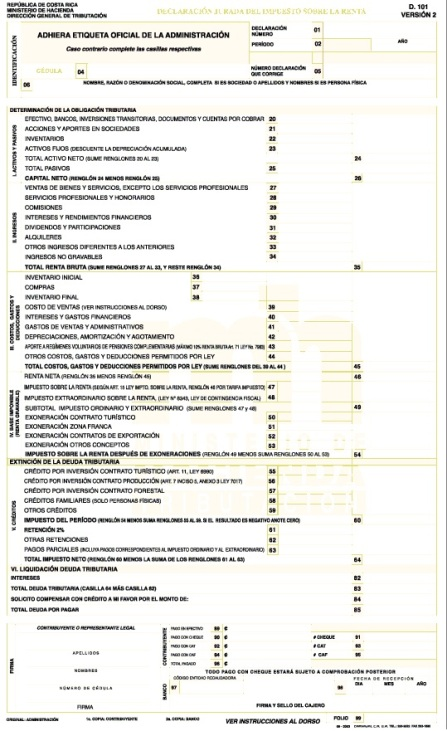 REPÚBLICA DE COSTA RICA
MINISTERIO DE HACIENDA
DIRECCIÓN GENERAL DE TRIBUTACIÓN
DECLARACIÓN JURADA DEL IMPUESTO SOBRE LA RENTA
D. 101
VERSIÓN 2
IDENTIFICACIÓN
ADHIERA ETIQUETA OFICIAL DE LA ADMINISTRACIÓN
Caso contrario complete las casillas respectivas
DECLARACIÓN NÚMERO 01
PERÍODO 02 AÑO
CÉDULA 04
NÚMERO DECLARACIÓN QUE CORRIGE 05
06 NOMBRE, RAZÓN O DENOMINACIÓN SOCIAL, COMPLETA SI ES SOCIEDAD O APELLIDOS Y NOMBRES SI ES PERSONA FÍSICA
DETERMINACIÓN DE LA OBLIGACIÓN TRIBUTARIA
I. ACTIVOS Y PASIVOS
EFECTIVO, BANCOS, INVERSIONES TRANSITORIAS, DOCUMENTOS Y CUENTAS POR COBRAR 20
ACCIONES Y APORTES EN SOCIEDADES 21
INVENTARIOS 22
ACTIVOS FIJOS (DESCUENTE LA DEPRECIACIÓN ACUMULADA) 23
TOTAL ACTIVO NETO (SUME RENGLONES 20 AL 23) 24
TOTAL PASIVOS 25
CAPITAL NETO (RENGLÓN 24 MENOS RENGLÓN 25) 26
II. INGRESOS
VENTAS DE BIENES Y SERVICIOS, EXCEPTO LOS SERVICIOS PROFESIONALES 27
SERVICIOS PROFESIONALES Y HONORARIOS 28
COMISIONES 29
INTERESES Y RENDIMIENTOS FINANCIEROS 30
DIVIDENDOS Y PARTICIPACIONES 31
ALQUILERES 32
OTROS INGRESOS DIFERENTES A LOS ANTERIORES 33
INGRESOS NO GRAVABLES 34
TOTAL RENTA BRUTA (SUME RENGLONES 27 AL 33, Y RESTE RENGLÓN 34) 35
III. COSTOS, GASTOS Y DEDUCCIONES
INVENTARIO INICIAL 36
COMPRAS 37
INVENTARIO FINAL 38
COSTO DE VENTAS (VER INSTRUCCIONES AL DORSO) 39
INTERESES Y GASTOS FINANCIEROS 40
GASTOS DE VENTAS Y ADMINISTRATIVOS 41
DEPRECIACIONES, AMORTIZACIÓN Y AGOTAMIENTO 42
APORTE A REGÍMENES VOLUNTARIOS DE PENSIONES COMPLEMENTARIAS (MÁXIMO 10% RENTA BRUTA Art. 71 LEY No. 7983) 43
OTROS COSTOS, GASTOS Y DEDUCCIONES PERMITIDOS POR LEY 44
TOTAL COSTOS, GASTOS Y DEDUCCIONES PERMITIDOS POR LEY (SUME RENGLONES DEL 39 AL 44 ) 45
IV. BASE IMPONIBLE (RENTA GRAVABLE)
RENTA NETA (RENGLÓN 35 MENOS RENGLÓN 45) 46
IMPUESTO SOBRE LA RENTA (SEGÚN ART. 15 LEY IMPTO. SOBRE LA RENTA, RENGLÓN 46 POR TARIFA IMPUESTO) 47
IMPUESTO EXTRAORDINARIO SOBRE LA RENTA, (LEY Nº 8343, LEY DE CONTINGENCIA FISCAL) 48
SUBTOTAL IMPUESTO ORDINARIO Y EXTRAORDINARIO (SUME RENGLONES 47 y 48) 49
EXONERACIÓN CONTRATO TURÍSTICO 50
EXONERACIÓN ZONA FRANCA 51
EXONERACIÓN CONTRATOS DE EXPORTACIÓN 52
EXONERACIÓN OTROS CONCEPTOS 53
IMPUESTO SOBRE LA RENTA DESPUÉS DE EXONERACIONES (RENGLÓN 49 MENOS SUMA RENGLONES 50 AL 53) 54
EXTINCIÓN DE LA DEUDA TRIBUTARIA
V. CRÉDITOS
CRÉDITO POR INVERSIÓN CONTRATO TURÍSTICO (ART. 11, LEY 6990) 55
CRÉDITO POR INVERSIÓN CONTRATO PRODUCCIÓN (ART. 7 INCISO I, ANEXO 3 LEY 7017) 56
CRÉDITO POR INVERSIÓN CONTRATO FORESTAL 57
CRÉDITOS FAMILIARES (SOLO PERSONAS FÍSICAS) 58
OTROS CRÉDITOS 59
IMPUESTO DEL PERÍODO (RENGLÓN 54 MENOS SUMA RENGLONES 55 AL 59. SI EL RESULTADO ES NEGATIVO ANOTE CERO) 60
RETENCIÓN 2% 61
OTRAS RETENCIONES 62
PAGOS PARCIALES (INCLUYA PAGOS CORRESPONDIENTES AL IMPUESTO ORDINARIO Y AL EXTRAORDINARIO) 63
TOTAL IMPUESTO NETO (RENGLÓN 60 MENOS LA SUMA DE LOS RENGLONES 61 AL 63) 64
VI. LIQUIDACIÓN DEUDA TRIBUTARIA
INTERESES 82
TOTAL DEUDA TRIBUTARIA (CASILLA 64 MÁS CASILLA 82) 83
SOLICITO COMPENSAR CON CRÉDITO A MI FAVOR POR EL MONTO DE: 84
TOTAL DEUDA POR PAGAR 85
FIRMA
CONTRIBUYENTE O REPRESENTANTE LEGAL
APELLIDOS
NOMBRES
NÚMERO DE CÉDULA
FIRMA
CONTRIBUYENTE
PAGO EN EFECTIVO ¢
PAGO CON CHEQUE ¢ # CHEQUE 91
PAGO CON CAT ¢ # CAT 93
PAGO CON CAF ¢ # CAF 95
TOTAL PAGADO ¢
TODO PAGO CON CHEQUE ESTARÁ SUJETO A COMPROBACIÓN POSTERIOR
BANCO
CÓDIGO ENTIDAD RECAUDADORA
97
98
FECHA DE RECEPCIÓN
DIA MES AÑO
FIRMA Y SELLO DEL CAJERO
ORIGINAL: ADMINISTRACIÓN 1a. COPIA: CONTRIBUYENTE 2a. COPIA: BANCO VER INSTRUCCIONES AL DORSO FOLIO 99